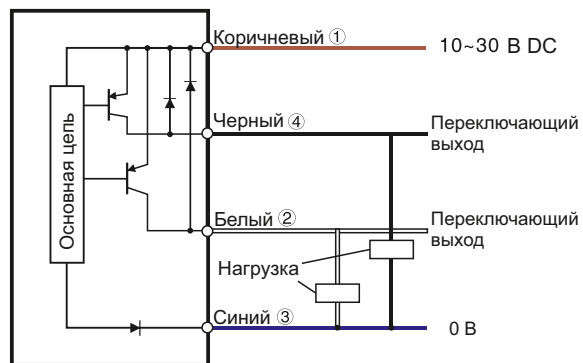 Коричневый ①
10~30 В DC
Черный ④
Переключающий
выход
Основная цепь
Белый ②
Переключающий
выход
Нагрузка
Синий ③
0 В